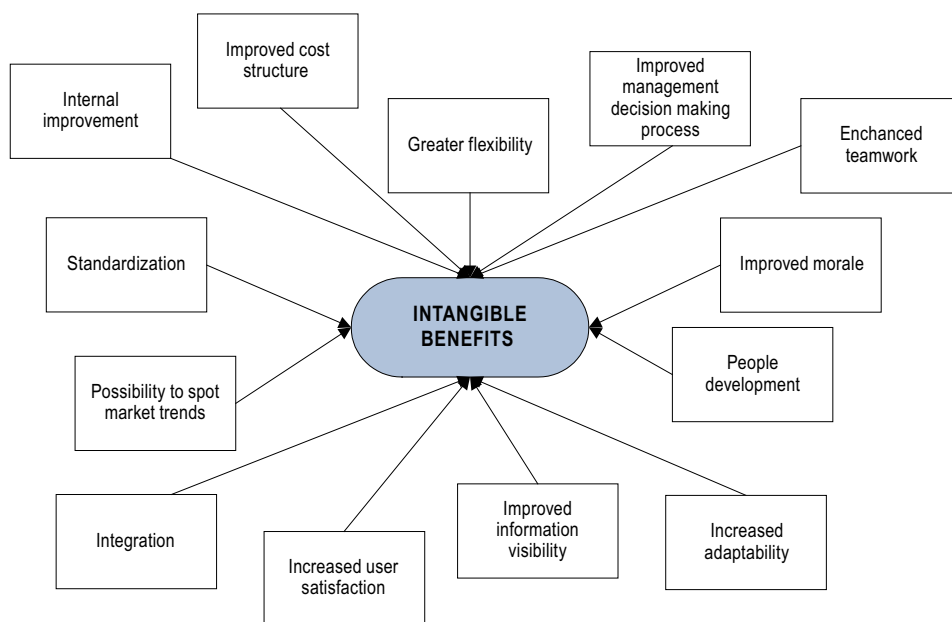 Improved cost
structure
Internal
improvement
Greater flexibility
Improved
management
decision making
process
Enchanced
teamwork
Standardization
INTANGIBLE
BENEFITS
Improved morale
Possibility to spot
market trends
People
development
Integration
Increased user
satisfaction
Improved
information
visibility
Increased
adaptability